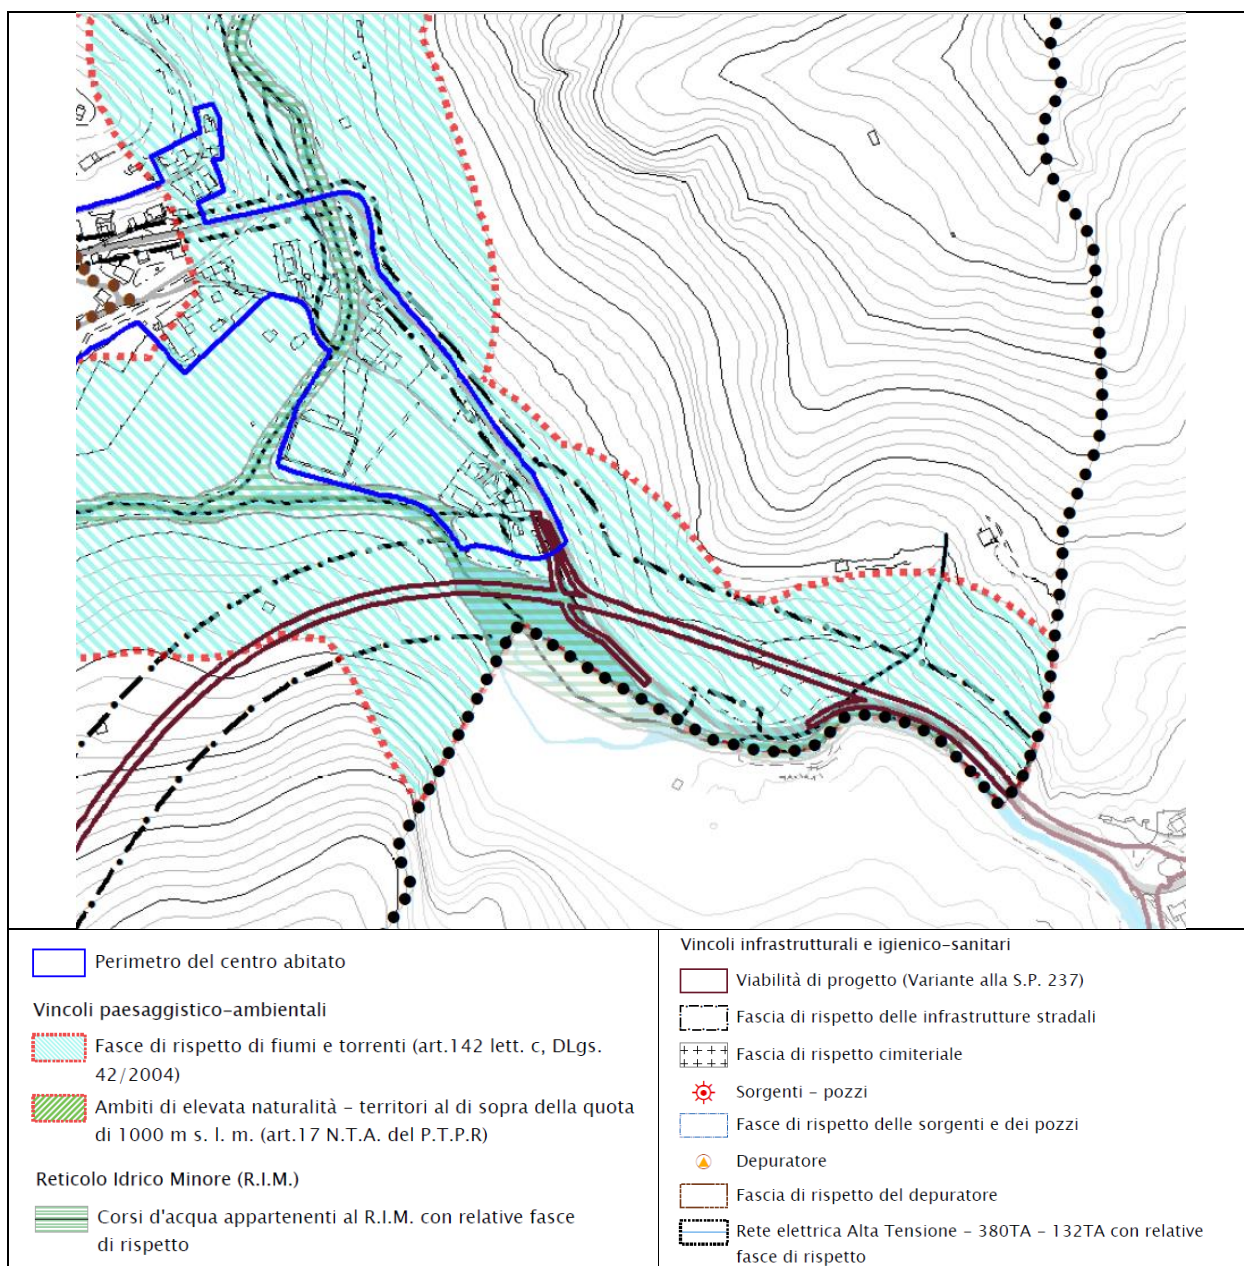 Perimetro del centro abitato
Vincoli paesaggistico-ambientali
Fasce di rispetto di fiumi e torrenti (art.142 lett. c, DLgs.
42/2004)
Ambiti di elevata naturalità - territori al di sopra della quota
di 1000 m s. l. m. (art.17 N.T.A. del P.T.P.R)
Reticolo Idrico Minore (R.I.M.)
Corsi d'acqua appartenenti al R.I.M. con relative fasce
di rispetto
Vincoli infrastrutturali e igienico-sanitari
Viabilità di progetto (Variante alla S.P. 237)
Fascia di rispetto delle infrastrutture stradali
Fascia di rispetto cimiteriale
Sorgenti - pozzi
Fasce di rispetto delle sorgenti e dei pozzi
Depuratore
Fascia di rispetto del depuratore
Rete elettrica Alta Tensione - 380TA - 132TA con relative
fasce di rispetto